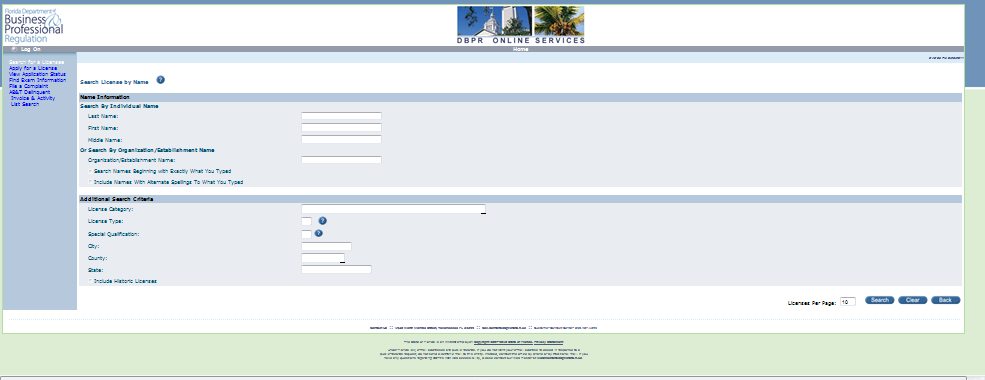 Florida Department of
Business
Professional
Regulation
DBPR ONLINE SERVICES
Log On
Home
Search for a License
Apply for a License
View Application Status
Find Exam Information
File a Complaint
AB&T Delinquent
Invoice & Activity
List Search
Search License by Name ?
Name Information
Search By Individual Name
Last Name:
First Name:
Middle Name:
Or Search By Organization/Establishment Name
Organization/Establishment Name:
Search Names Beginning with Exactly What You Typed
Include Names With Alternate Spellings To What You Typed
Additional Search Criteria
License Category:
License Type: ?
Special Qualification: ?
City:
County:
State:
Include Historic Licenses
Licenses Per Page: 10 Search Clear Back